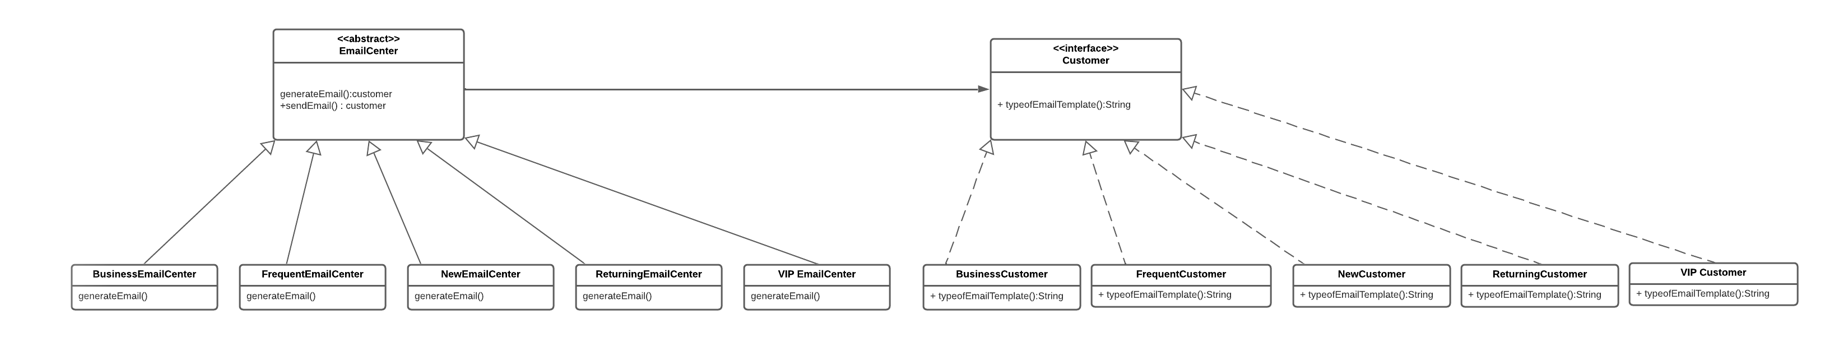 <<abstract>>
EmailCenter
generateEmail():customer
+sendEmail() : customer
<<interface>>
Customer
+ typeofEmailTemplate():String
BusinessEmailCenter
generateEmail()
FrequentEmailCenter
generateEmail()
NewEmailCenter
generateEmail()
ReturningEmailCenter
generateEmail()
VIP EmailCenter
generateEmail()
BusinessCustomer
+ typeofEmailTemplate():String
FrequentCustomer
+ typeofEmailTemplate():String
NewCustomer
+ typeofEmailTemplate():String
ReturningCustomer
+ typeofEmailTemplate():String
VIP Customer
+ typeofEmailTemplate():String